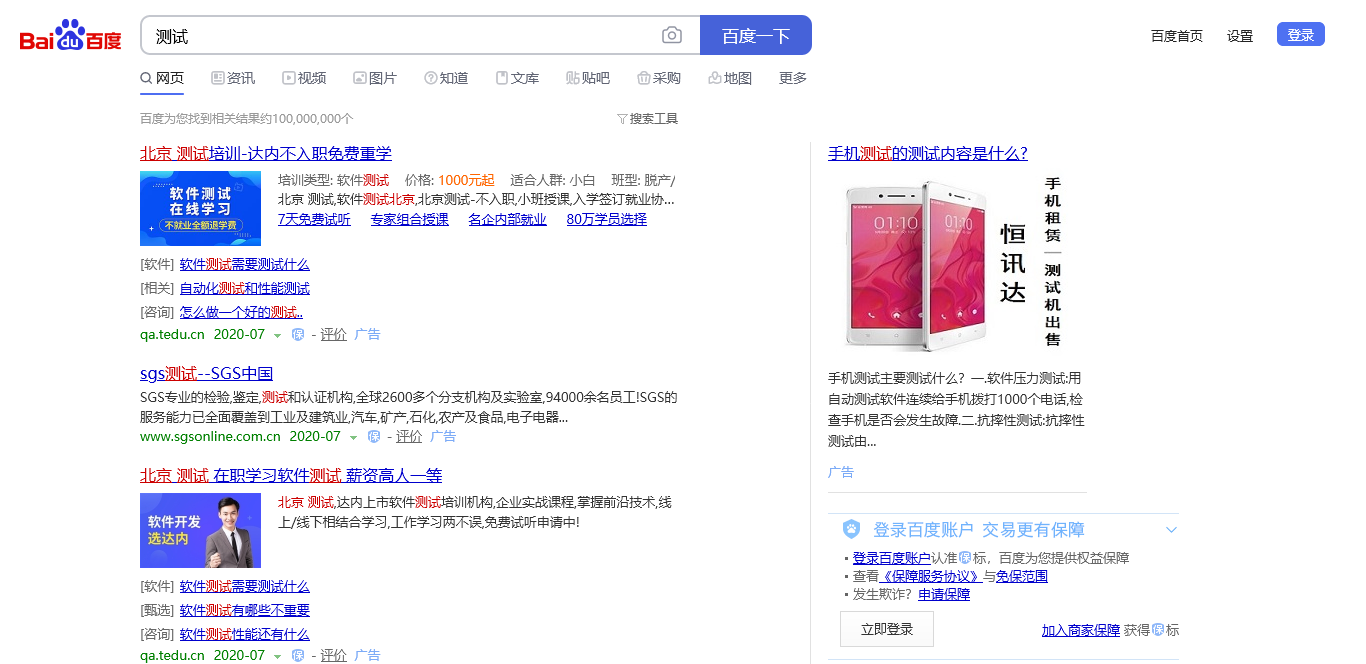 Bai du 百度
测试
百度一下
百度首页 设置 登录
网页 资讯 视频 图片 知道 文库 贴吧 采购 地图 更多
百度为您找到相关结果约100,000,000个
搜索工具
北京 测试培训-达内不入职免费重学
软件测试
在线学习
不就业全额退学费
培训类型: 软件测试 价格: 1000元起 适合人群: 小白 班型: 脱产/
北京 测试,软件测试北京,北京测试-不入职,小班授课,入学签订就业协...
7天免费试听 专家组合授课 名企内部就业 80万学员选择
[软件] 软件测试需要测试什么
[相关] 自动化测试和性能测试
[咨询] 怎么做一个好的测试..
qa.tedu.cn 2020-07 保 - 评价 广告
sgs测试--SGS中国
SGS专业的检验,鉴定,测试和认证机构,全球2600多个分支机构及实验室,94000余名员工!SGS的
服务能力已全面覆盖到工业及建筑业,汽车,矿产,石化,农产及食品,电子电器...
www.sgsonline.com.cn 2020-07 保 - 评价 广告
北京 测试 在职学习软件测试 薪资高人一等
软件开发
选达内
北京 测试,达内上市软件测试培训机构,企业实战课程,掌握前沿技术,线
上/线下相结合学习,工作学习两不误,免费试听申请中!
[软件] 软件测试需要测试什么
[甄选] 软件测试有哪些不重要
[咨询] 软件测试性能还有什么
qa.tedu.cn 2020-07 保 - 评价 广告
手机测试的测试内容是什么?
01:10
01:10
恒讯达
手机租赁—测试机出售
手机测试主要测试什么? 一.软件压力测试:用
自动测试软件连续给手机拨打1000个电话,检
查手机是否会发生故障.二.抗摔性测试:抗摔性
测试由...
广告
登录百度账户 交易更有保障
· 登录百度账户认准保标，百度为您提供权益保障
· 查看《保障服务协议》与免保范围
· 发生欺诈? 申请保障
立即登录
加入商家保障 获得保标